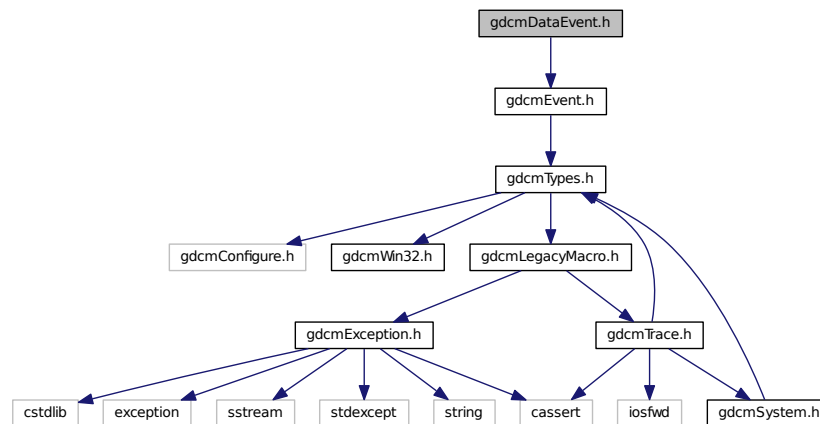 gdcmDataEvent.h
gdcmEvent.h
gdcmTypes.h
gdcmConfigure.h
gdcmWin32.h
gdcmLegacyMacro.h
gdcmException.h
gdcmTrace.h
cstdlib
exception
sstream
stdexcept
string
cassert
iosfwd
gdcmSystem.h